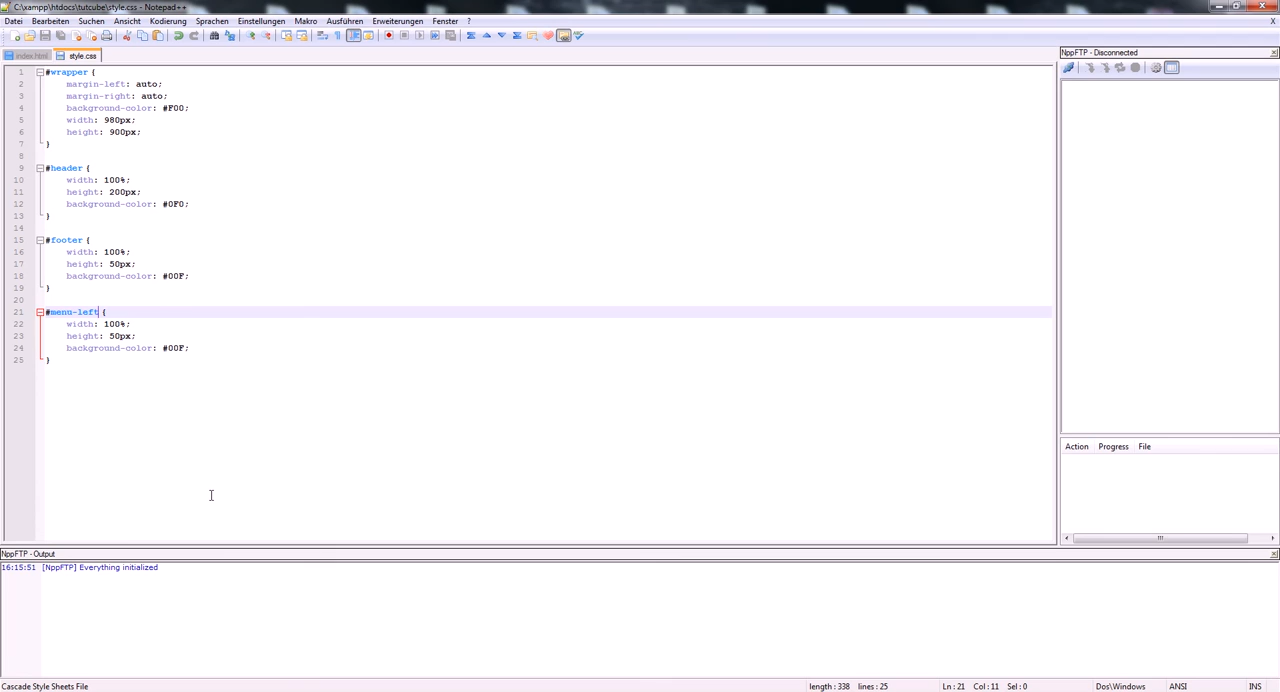 C:\xampp\htdocs\tutcube\style.css - Notepad++
Datei Bearbeiten Suchen Ansicht Kodierung Sprachen Einstellungen Makro Ausführen Erweiterungen Fenster ? X
index.html style.css
NppFTP - Disconnected
1 #wrapper {
2 margin-left: auto;
3 margin-right: auto;
4 background-color: #F00;
5 width: 980px;
6 height: 900px;
7 }
8
9 #header {
10 width: 100%;
11 height: 200px;
12 background-color: #0F0;
13 }
14
15 #footer {
16 width: 100%;
17 height: 50px;
18 background-color: #00F;
19 }
20
21 #menu-left {
22 width: 100%;
23 height: 50px;
24 background-color: #00F;
25 }
Action Progress File
NppFTP - Output
16:15:51 [NppFTP] Everything initialized
Cascade Style Sheets File length : 338 lines : 25 Ln : 21 Col : 11 Sel : 0 Dos\Windows ANSI INS